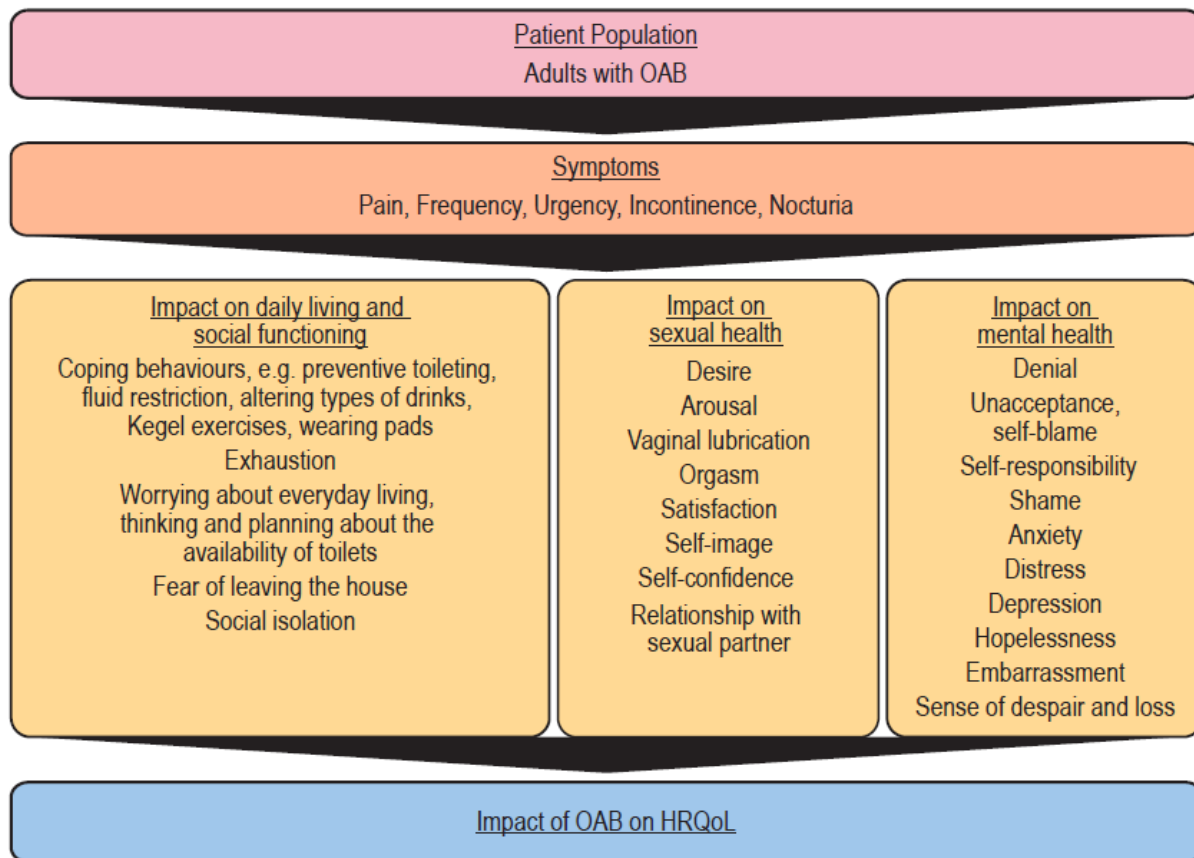 Patient Population
Adults with OAB
Symptoms
Pain, Frequency, Urgency, Incontinence, Nocturia
Impact on daily living and
social functioning
Coping behaviours, e.g. preventive toileting,
fluid restriction, altering types of drinks,
Kegel exercises, wearing pads
Exhaustion
Worrying about everyday living,
thinking and planning about the
availability of toilets
Fear of leaving the house
Social isolation
Impact on
sexual health
Desire
Arousal
Vaginal lubrication
Orgasm
Satisfaction
Self-image
Self-confidence
Relationship with
sexual partner
Impact on
mental health
Denial
Unacceptance,
self-blame
Self-responsibility
Shame
Anxiety
Distress
Depression
Hopelessness
Embarrassment
Sense of despair and loss
Impact of OAB on HRQoL